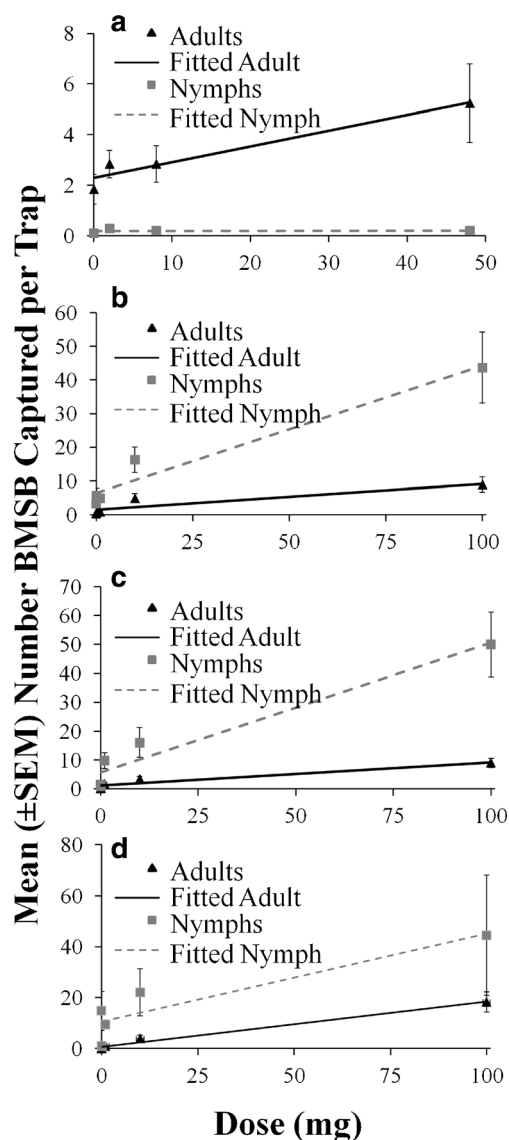 Mean (±SEM) Number BMSB Captured per Trap
a
Adults
Fitted Adult
Nymphs
Fitted Nymph
8
6
4
2
0
0 10 20 30 40 50
b
Adults
Fitted Adult
Nymphs
Fitted Nymph
60
50
40
30
20
10
0
0 25 50 75 100
c
Adults
Fitted Adult
Nymphs
Fitted Nymph
70
60
50
40
30
20
10
0
0 25 50 75 100
d
Adults
Fitted Adult
Nymphs
Fitted Nymph
80
60
40
20
0
0 25 50 75 100
Dose (mg)